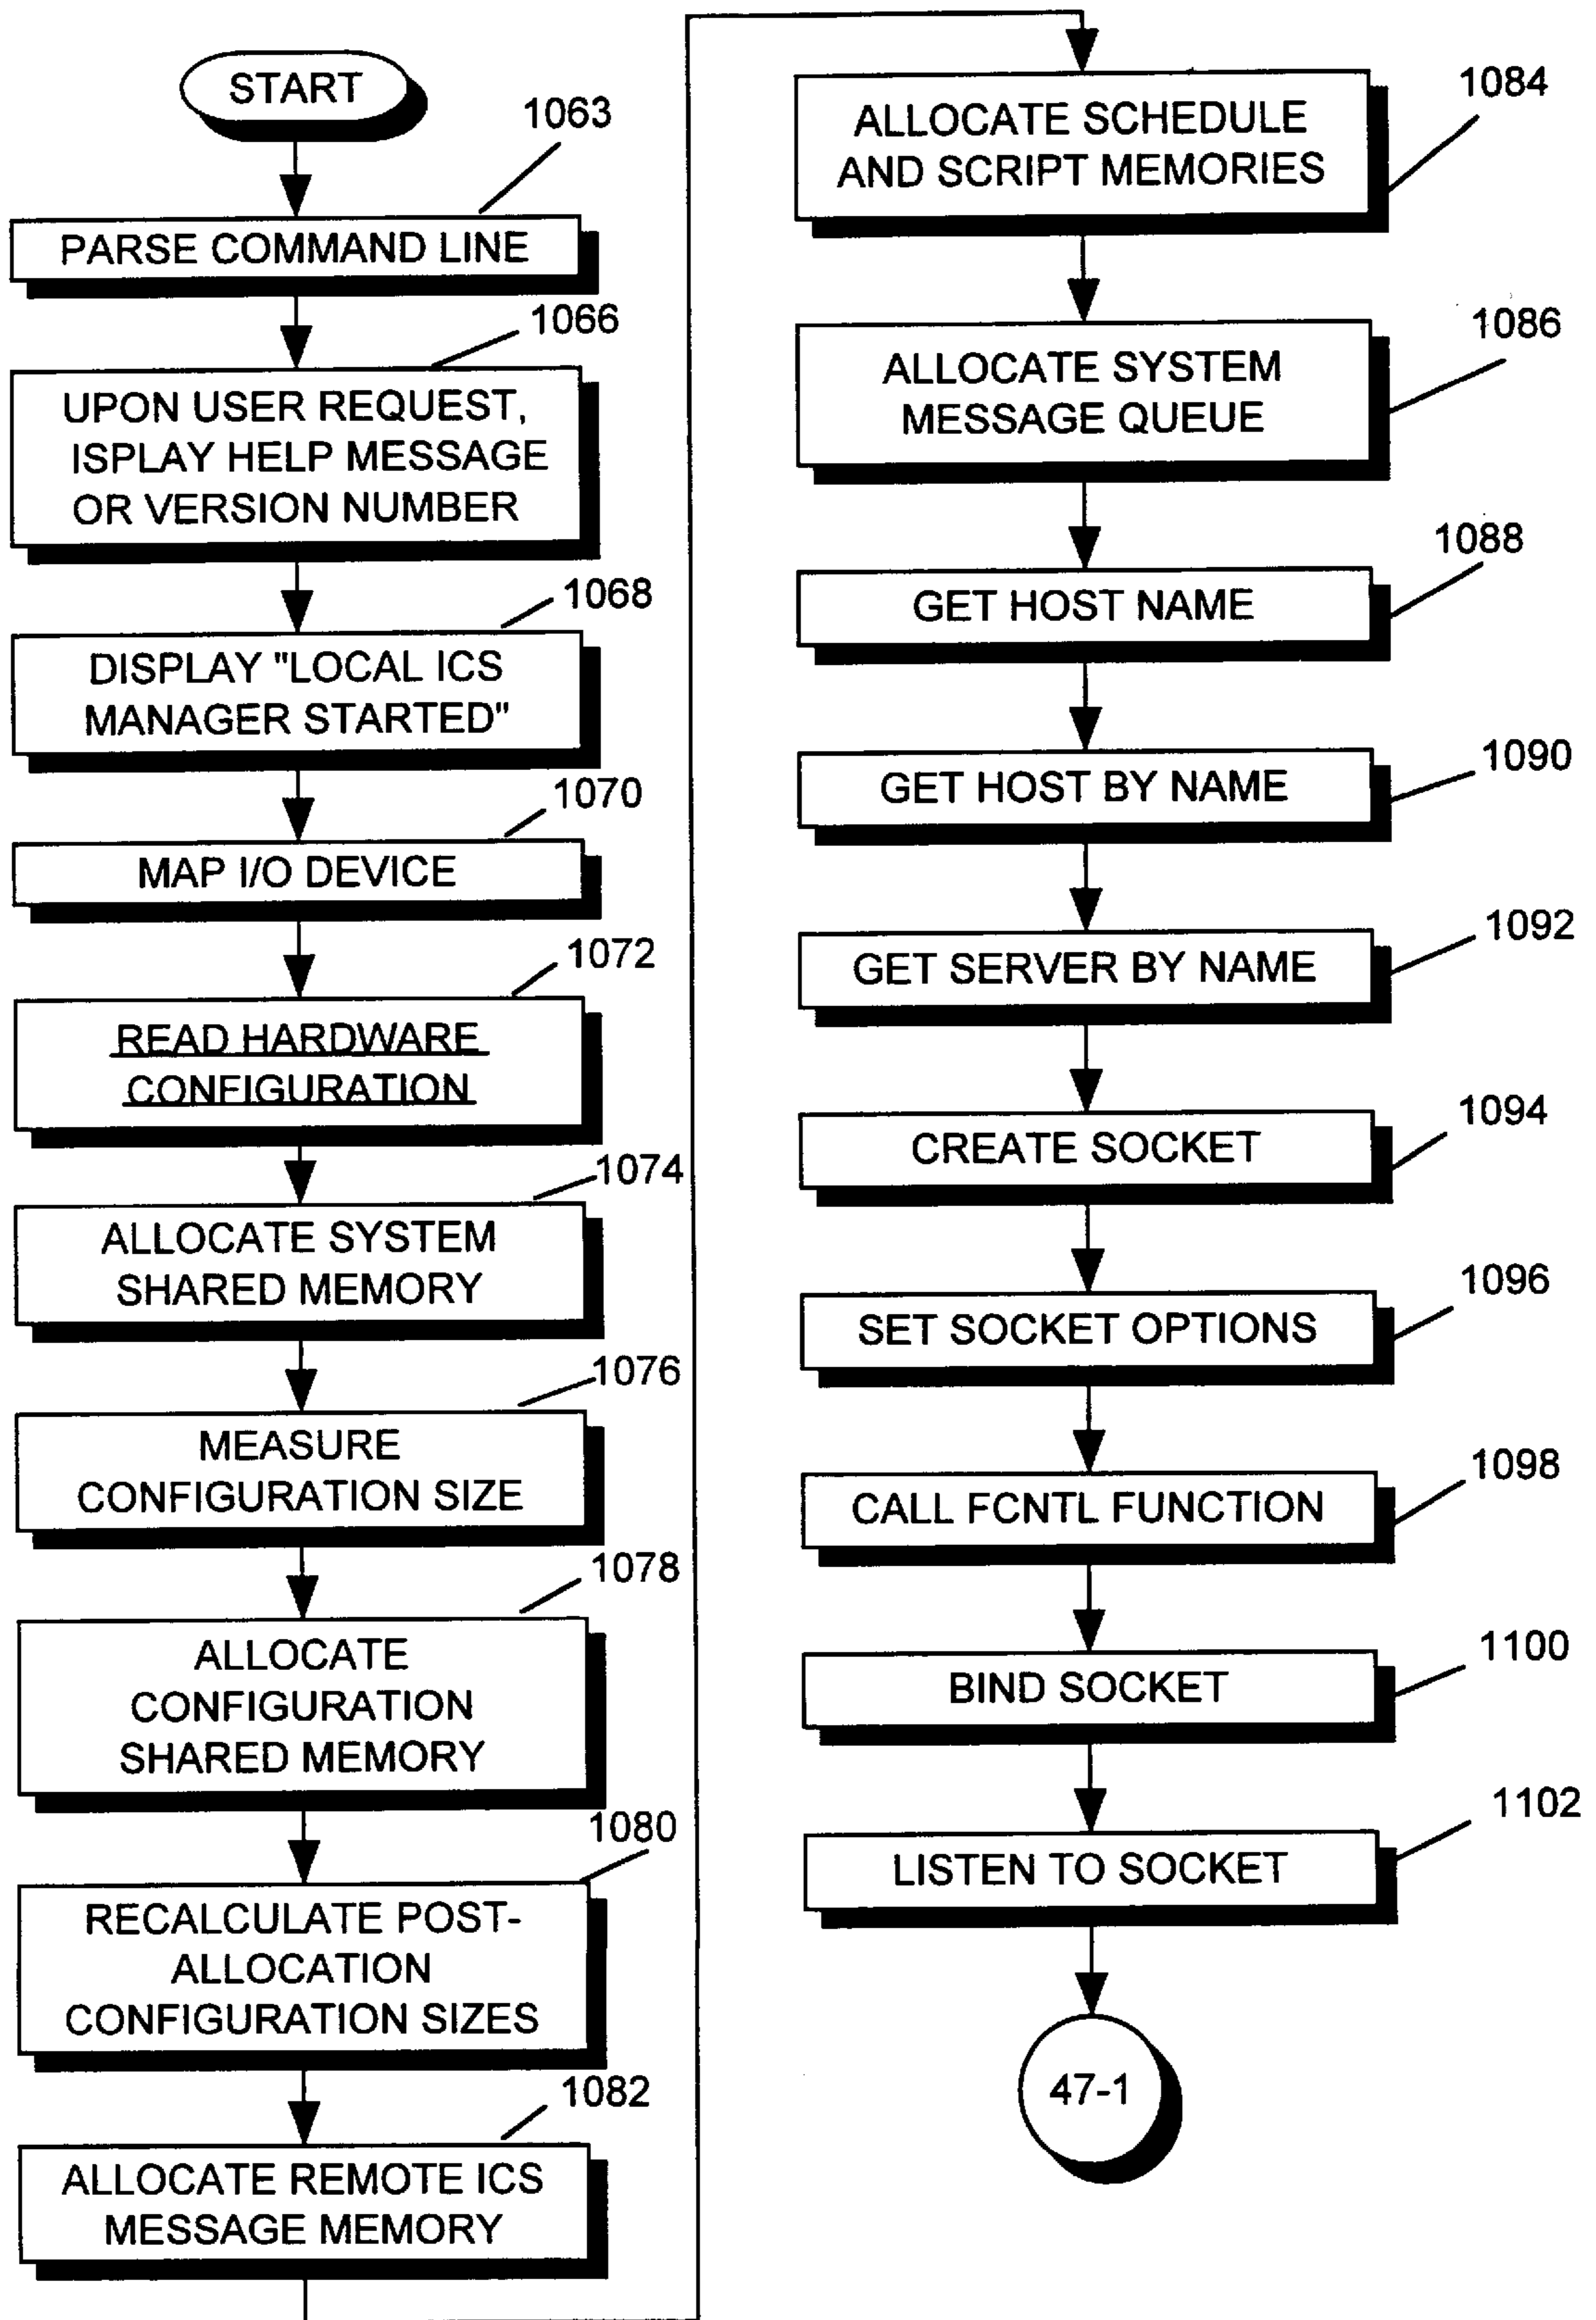 START
1063
PARSE COMMAND LINE
1066
UPON USER REQUEST,
ISPLAY HELP MESSAGE
OR VERSION NUMBER
1068
DISPLAY "LOCAL ICS
MANAGER STARTED"
1070
MAP I/O DEVICE
1072
READ HARDWARE
CONFIGURATION
1074
ALLOCATE SYSTEM
SHARED MEMORY
1076
MEASURE
CONFIGURATION SIZE
1078
ALLOCATE
CONFIGURATION
SHARED MEMORY
1080
RECALCULATE POST-
ALLOCATION
CONFIGURATION SIZES
1082
ALLOCATE REMOTE ICS
MESSAGE MEMORY
1084
ALLOCATE SCHEDULE
AND SCRIPT MEMORIES
1086
ALLOCATE SYSTEM
MESSAGE QUEUE
1088
GET HOST NAME
1090
GET HOST BY NAME
1092
GET SERVER BY NAME
1094
CREATE SOCKET
1096
SET SOCKET OPTIONS
1098
CALL FCNTL FUNCTION
1100
BIND SOCKET
1102
LISTEN TO SOCKET
47-1